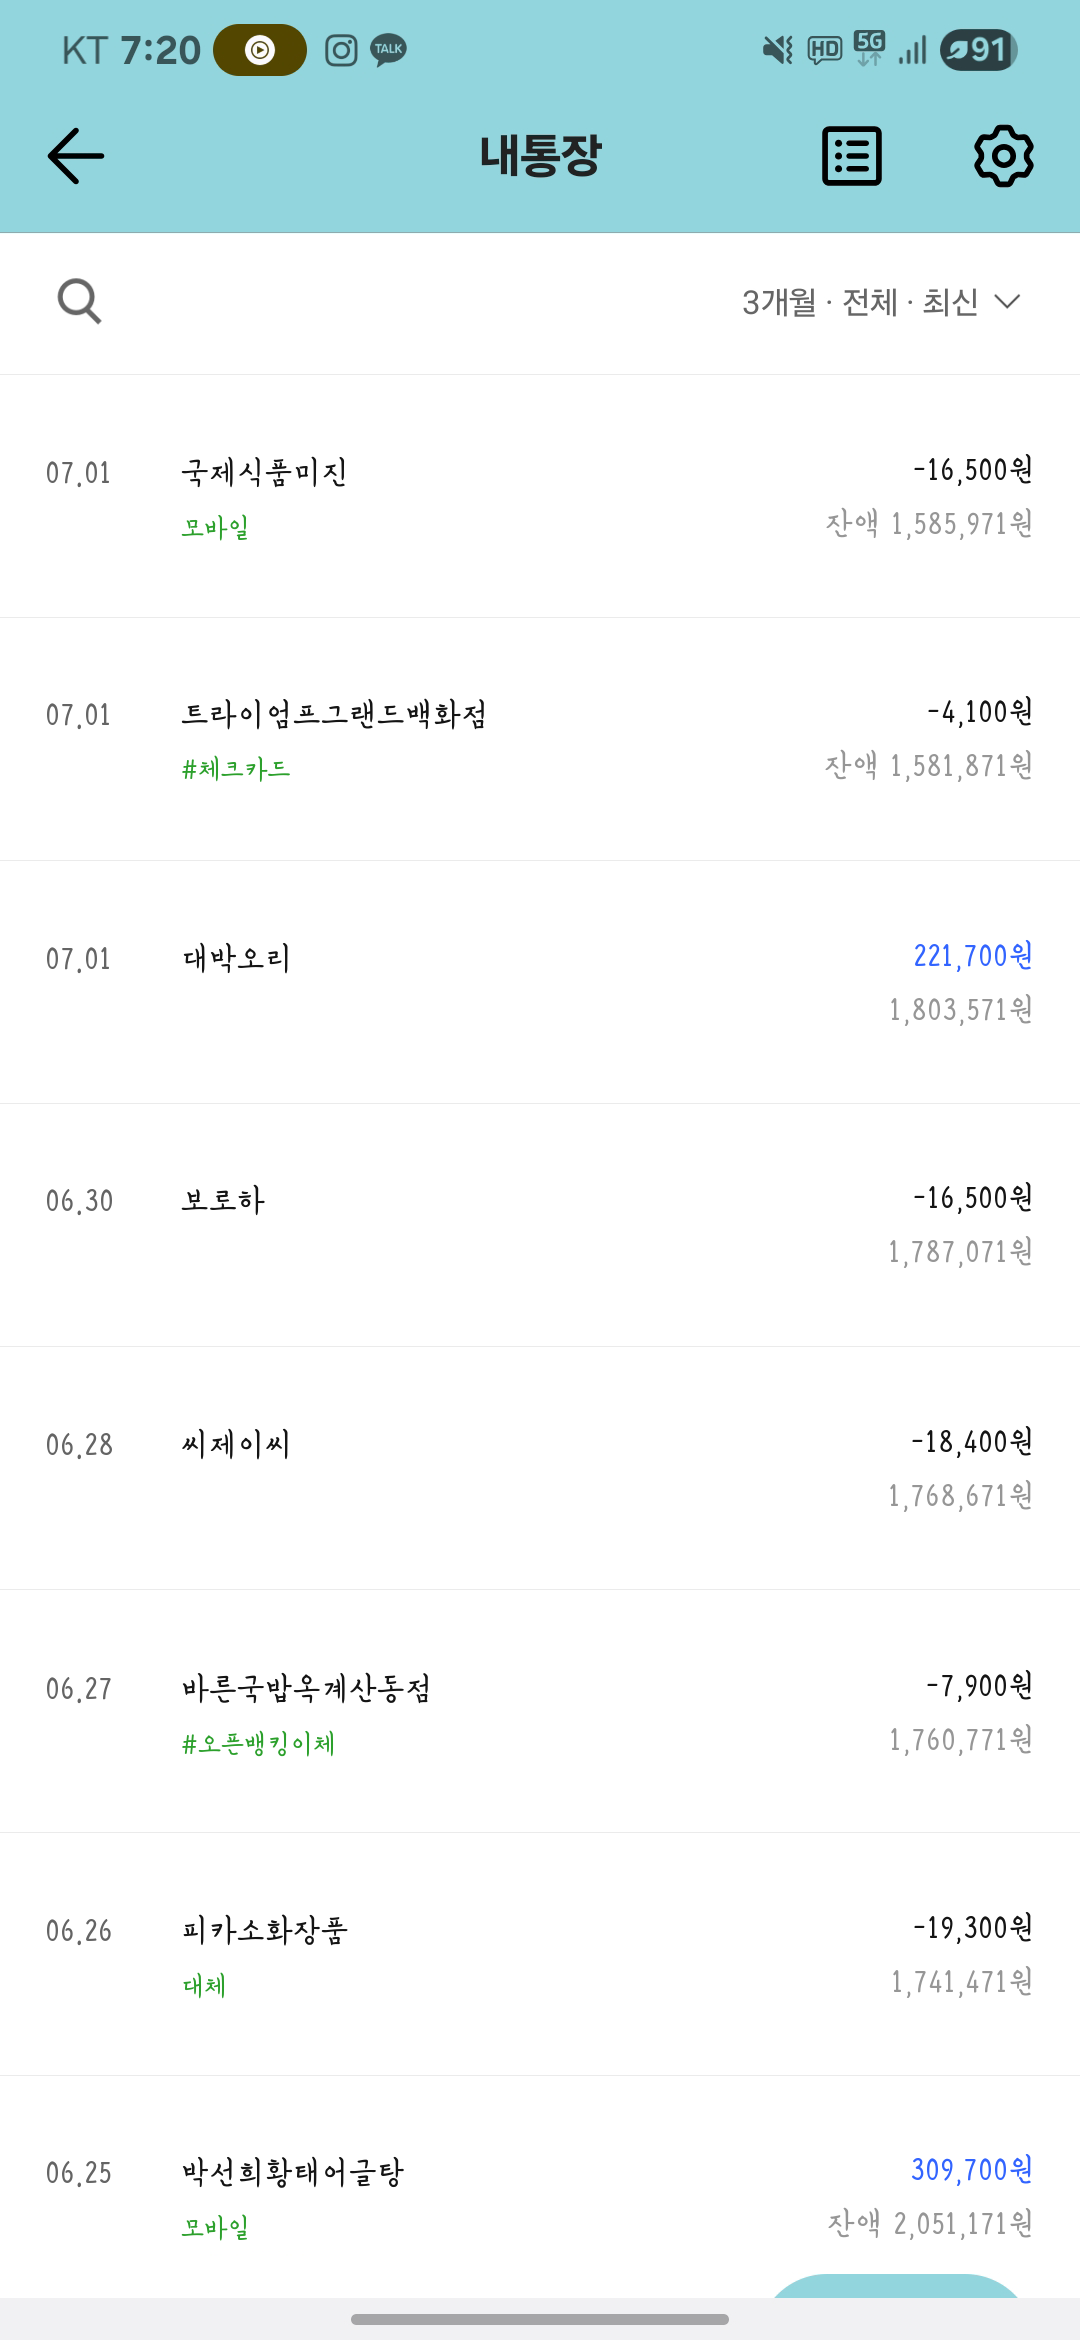 KT 7:20 TALK HD 5G 91
내통장
3개월 · 전체 · 최신
07.01 국제식품미진 -16,500원
모바일 잔액 1,585,971원
07.01 트라이엄프그랜드백화점 -4,100원
#체크카드 잔액 1,581,871원
07.01 대박오리 221,700원
1,803,571원
06.30 보로하 -16,500원
1,787,071원
06.28 씨제이씨 -18,400원
1,768,671원
06.27 바른국밥옥계산동점 -7,900원
#오픈뱅킹이체 1,760,771원
06.26 피카소화장품 -19,300원
대체 1,741,471원
06.25 박선희황태어글탕 309,700원
모바일 잔액 2,051,171원